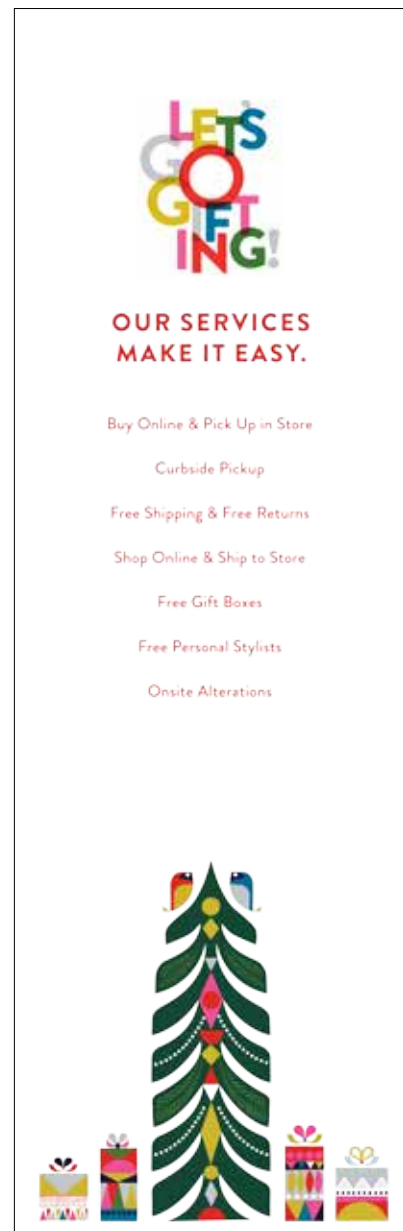 LET'S
GO
GIFT
ING!
OUR SERVICES
MAKE IT EASY.
Buy Online & Pick Up in Store
Curbside Pickup
Free Shipping & Free Returns
Shop Online & Ship to Store
Free Gift Boxes
Free Personal Stylists
Onsite Alterations